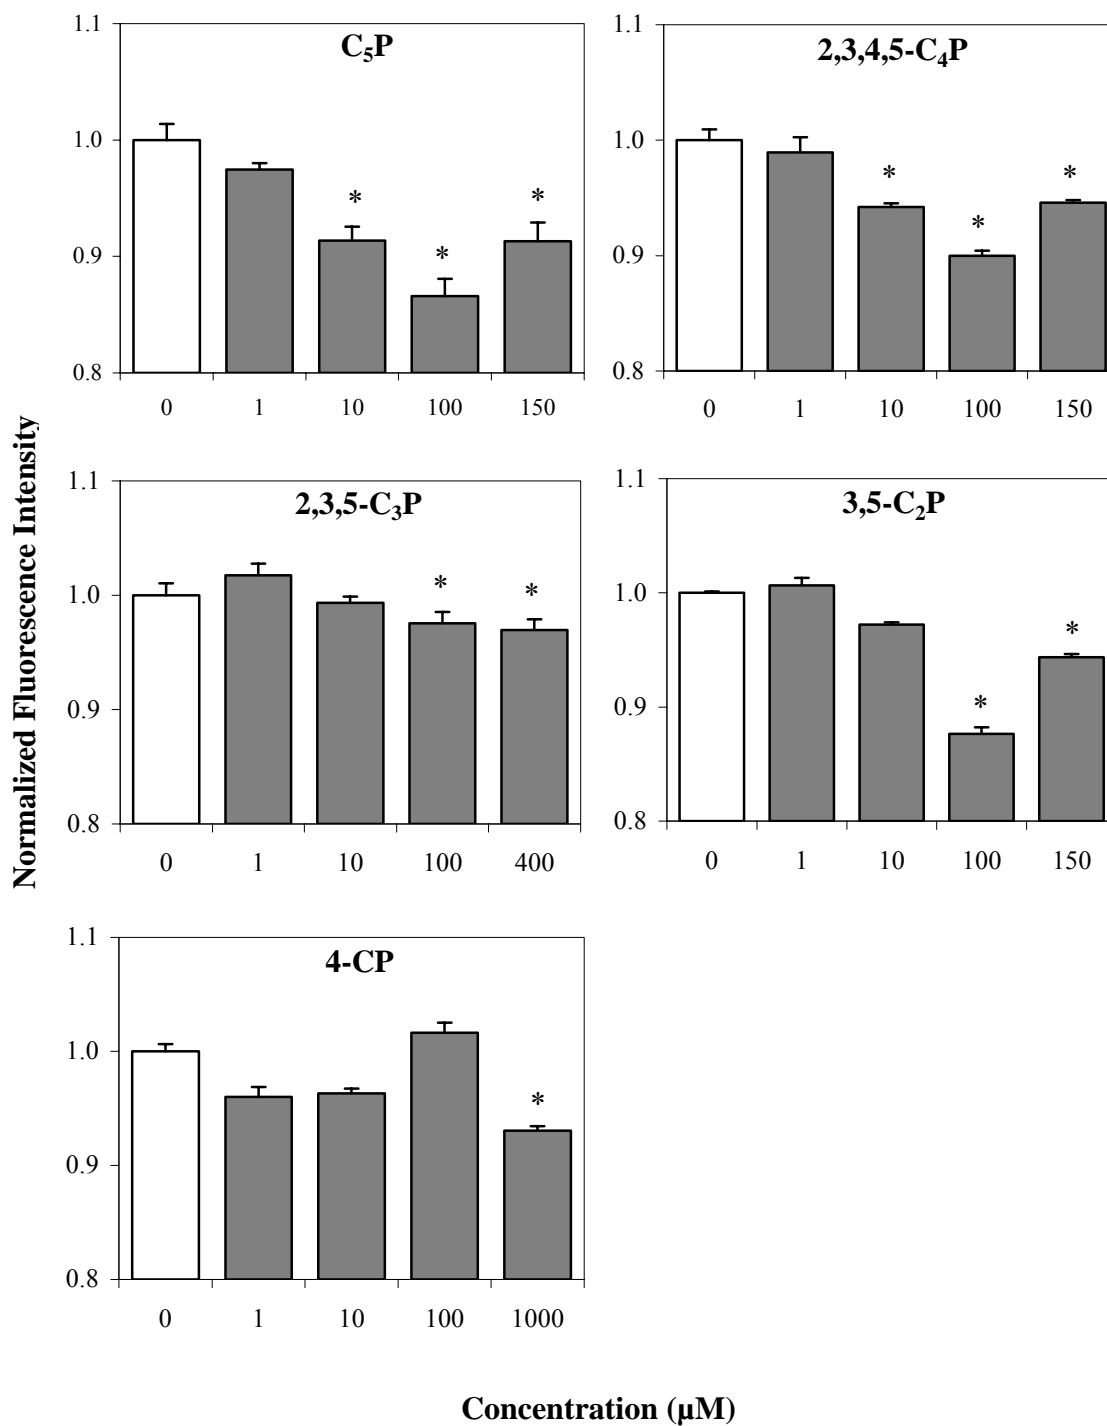 Normalized Fluorescence Intensity
C₅P
1.1
1.0
0.9
0.8
* * *
0 1 10 100 150
2,3,4,5-C₄P
1.1
1.0
0.9
0.8
* * *
0 1 10 100 150
2,3,5-C₃P
1.1
1.0
0.9
0.8
* *
0 1 10 100 400
3,5-C₂P
1.1
1.0
0.9
0.8
* *
0 1 10 100 150
4-CP
1.1
1.0
0.9
0.8
*
0 1 10 100 1000
Concentration (µM)